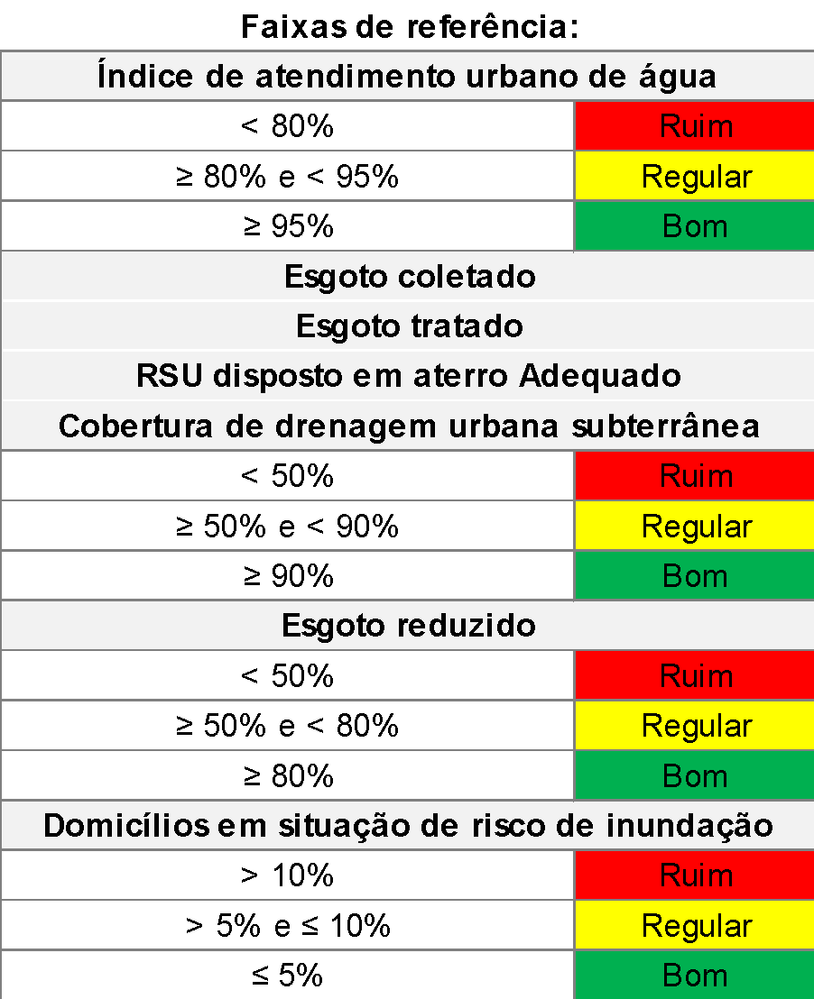 Faixas de referência:
Índice de atendimento urbano de água
< 80% Ruim
≥ 80% e < 95% Regular
≥ 95% Bom
Esgoto coletado
Esgoto tratado
RSU disposto em aterro Adequado
Cobertura de drenagem urbana subterrânea
< 50% Ruim
≥ 50% e < 90% Regular
≥ 90% Bom
Esgoto reduzido
< 50% Ruim
≥ 50% e < 80% Regular
≥ 80% Bom
Domicílios em situação de risco de inundação
> 10% Ruim
> 5% e ≤ 10% Regular
≤ 5% Bom